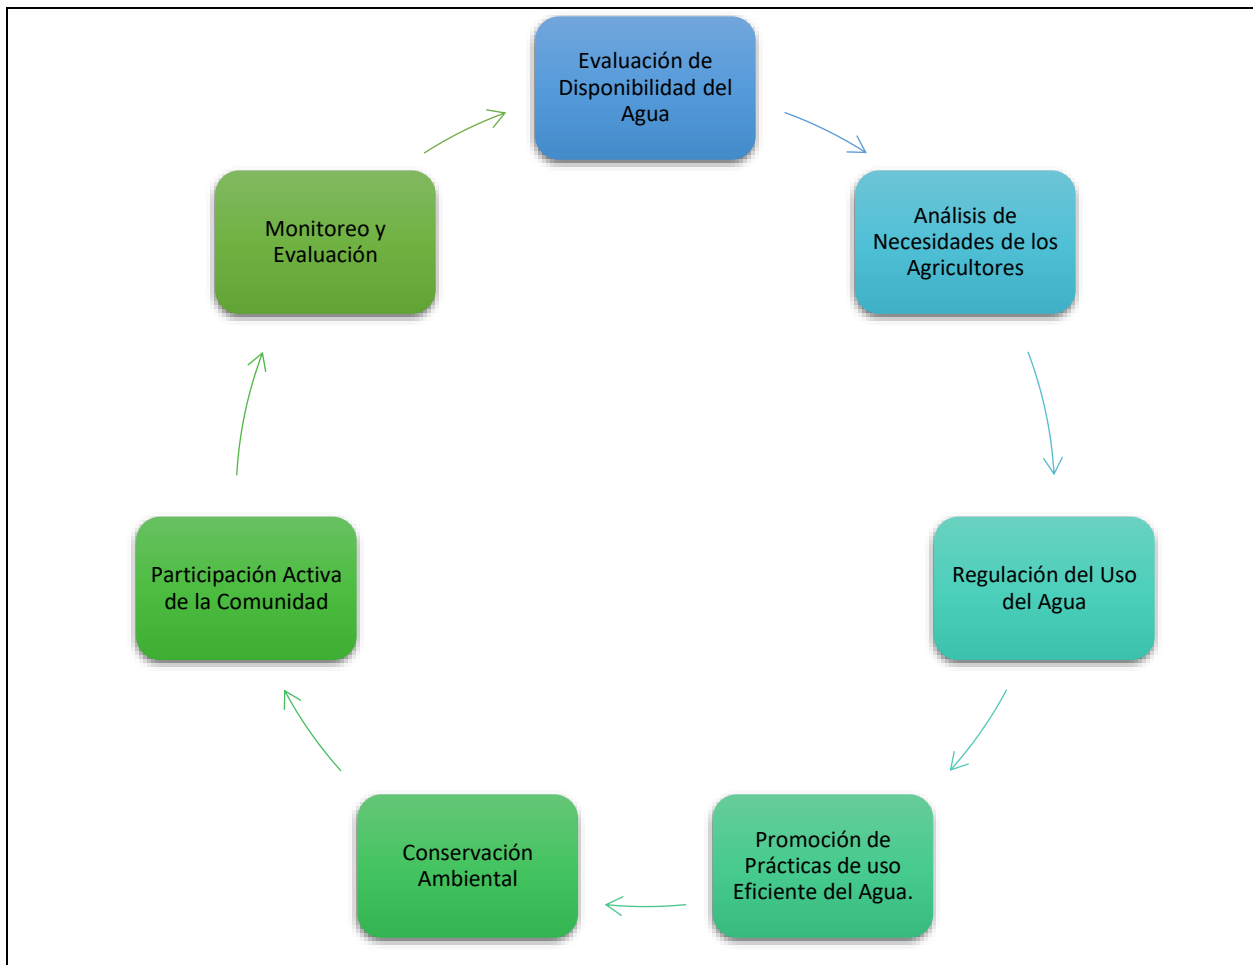 Evaluación de
Disponibilidad del
Agua
Análisis de
Necesidades de los
Agricultores
Regulación del Uso
del Agua
Promoción de
Prácticas de uso
Eficiente del Agua.
Conservación
Ambiental
Participación Activa
de la Comunidad
Monitoreo y
Evaluación